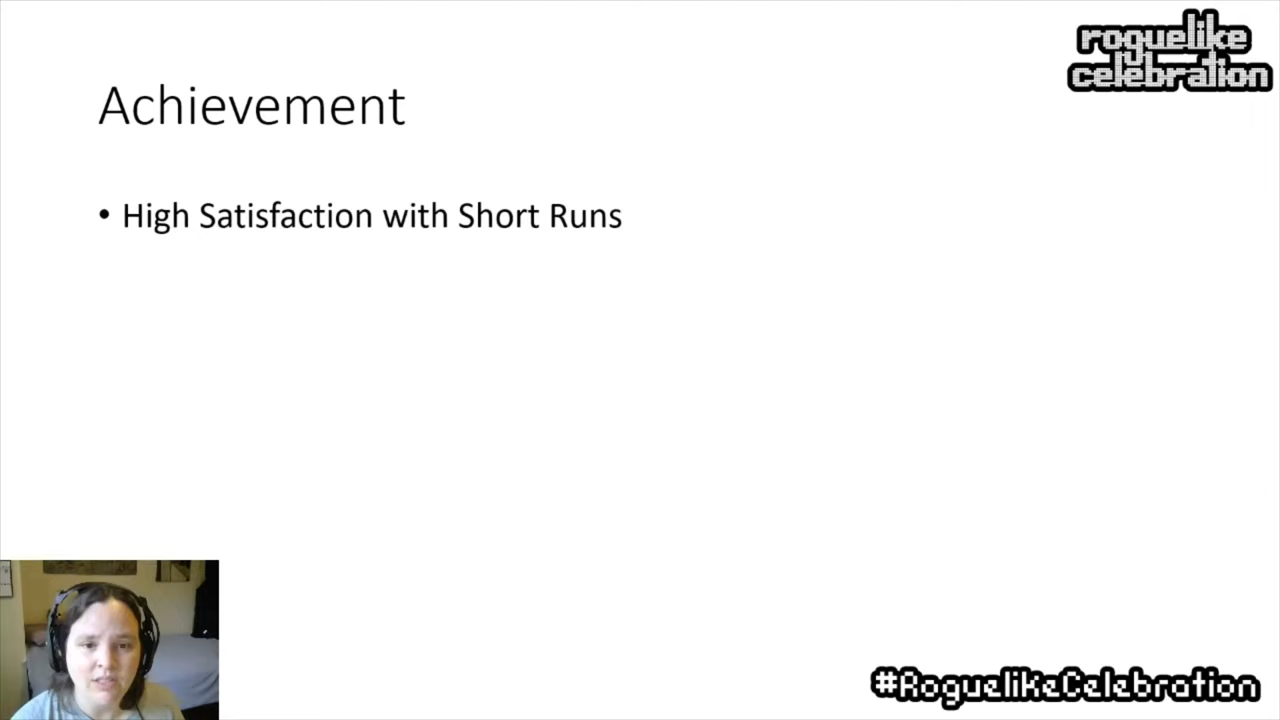 roguelike
celebration
Achievement
• High Satisfaction with Short Runs
#RoguelikeCelebration